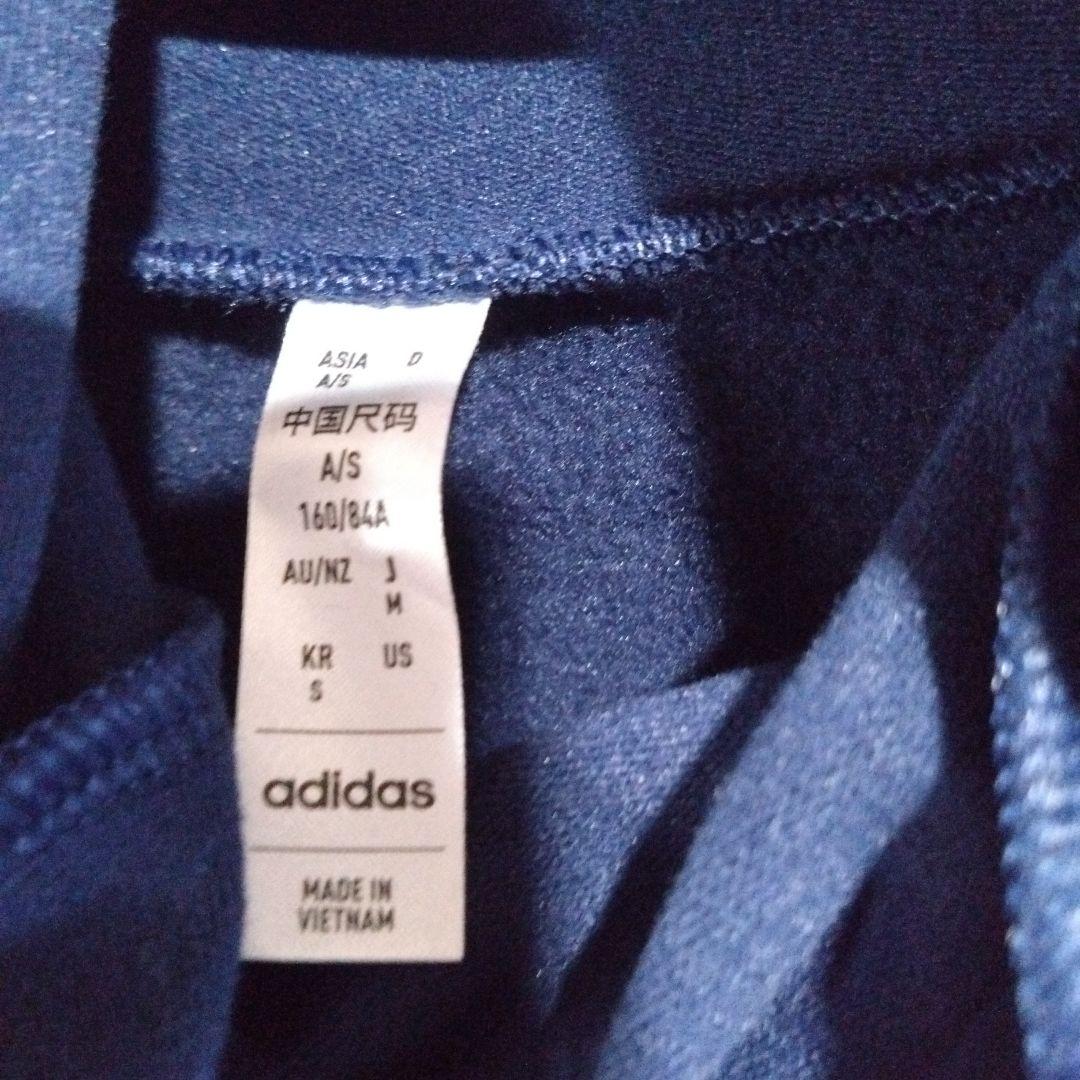 ASIA D
A/S
中国尺码
A/S
160/84A
AU/NZ J
M
KR US
S
adidas
MADE IN
VIETNAM